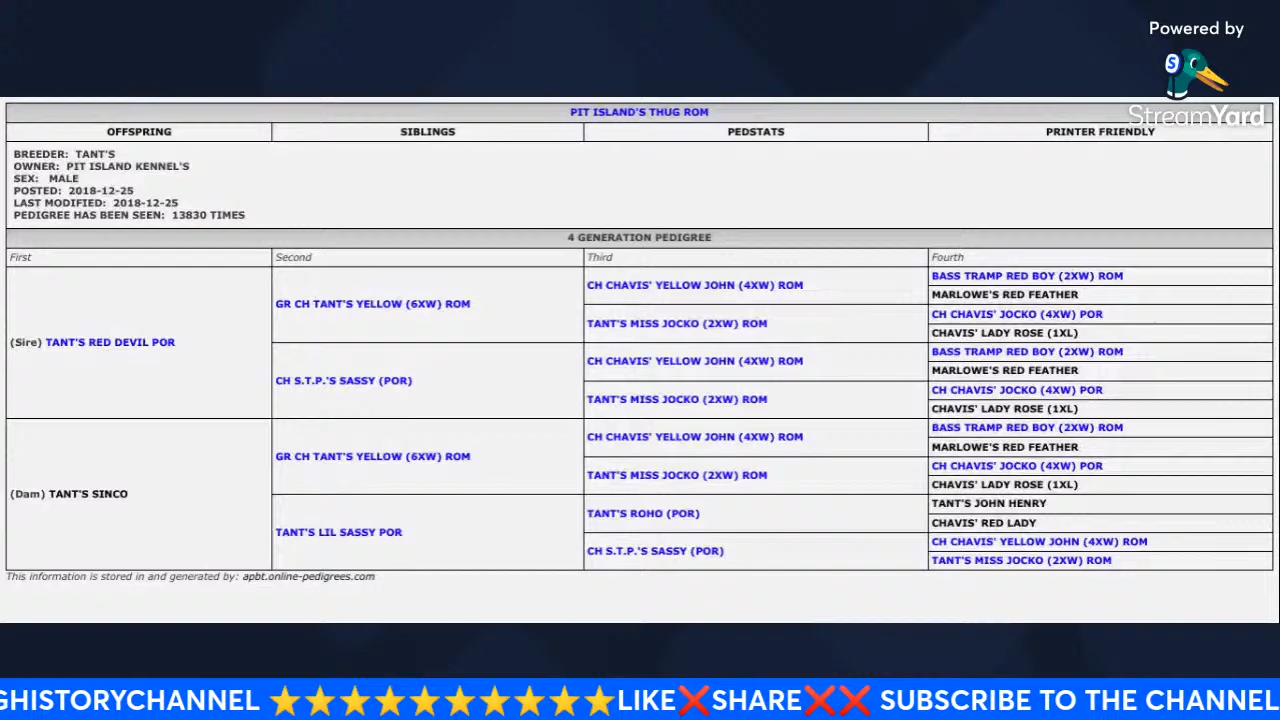 Powered by
StreamYard
PIT ISLAND'S THUG ROM
OFFSPRING SIBLINGS PEDSTATS PRINTER FRIENDLY
BREEDER: TANT'S
OWNER: PIT ISLAND KENNEL'S
SEX: MALE
POSTED: 2018-12-25
LAST MODIFIED: 2018-12-25
PEDIGREE HAS BEEN SEEN: 13830 TIMES
4 GENERATION PEDIGREE
First Second Third Fourth
(Sire) TANT'S RED DEVIL POR
GR CH TANT'S YELLOW (6XW) ROM
CH CHAVIS' YELLOW JOHN (4XW) ROM
BASS TRAMP RED BOY (2XW) ROM
MARLOWE'S RED FEATHER
TANT'S MISS JOCKO (2XW) ROM
CH CHAVIS' JOCKO (4XW) POR
CHAVIS' LADY ROSE (1XL)
CH S.T.P.'S SASSY (POR)
CH CHAVIS' YELLOW JOHN (4XW) ROM
BASS TRAMP RED BOY (2XW) ROM
MARLOWE'S RED FEATHER
TANT'S MISS JOCKO (2XW) ROM
CH CHAVIS' JOCKO (4XW) POR
CHAVIS' LADY ROSE (1XL)
(Dam) TANT'S SINCO
GR CH TANT'S YELLOW (6XW) ROM
CH CHAVIS' YELLOW JOHN (4XW) ROM
BASS TRAMP RED BOY (2XW) ROM
MARLOWE'S RED FEATHER
TANT'S MISS JOCKO (2XW) ROM
CH CHAVIS' JOCKO (4XW) POR
CHAVIS' LADY ROSE (1XL)
TANT'S LIL SASSY POR
TANT'S ROHO (POR)
TANT'S JOHN HENRY
CHAVIS' RED LADY
CH S.T.P.'S SASSY (POR)
CH CHAVIS' YELLOW JOHN (4XW) ROM
TANT'S MISS JOCKO (2XW) ROM
This information is stored in and generated by: apbt.online-pedigrees.com
GHISTORYCHANNEL ⭐⭐⭐⭐⭐⭐⭐⭐⭐⭐LIKE❌SHARE❌❌ SUBSCRIBE TO THE CHANNEL